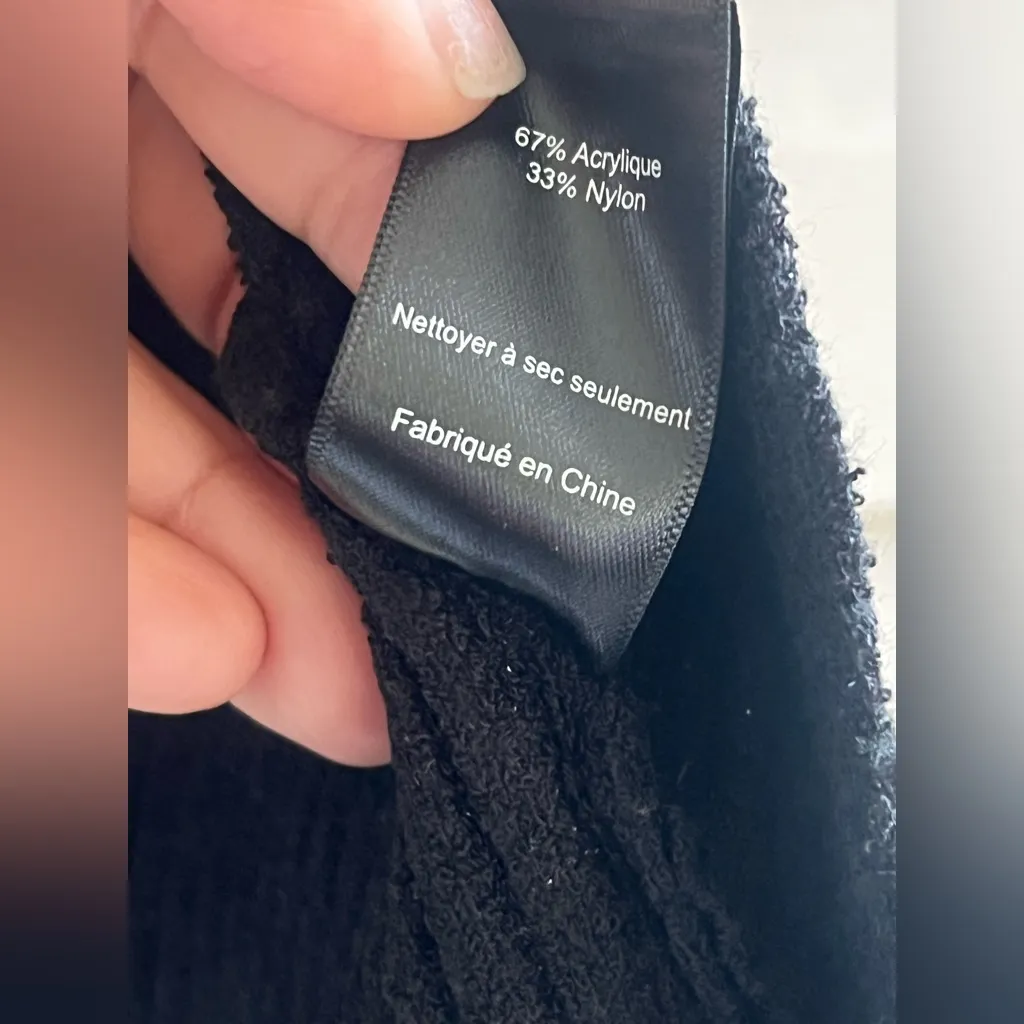 67% Acrylique
33% Nylon
Nettoyer à sec seulement
Fabriqué en Chine